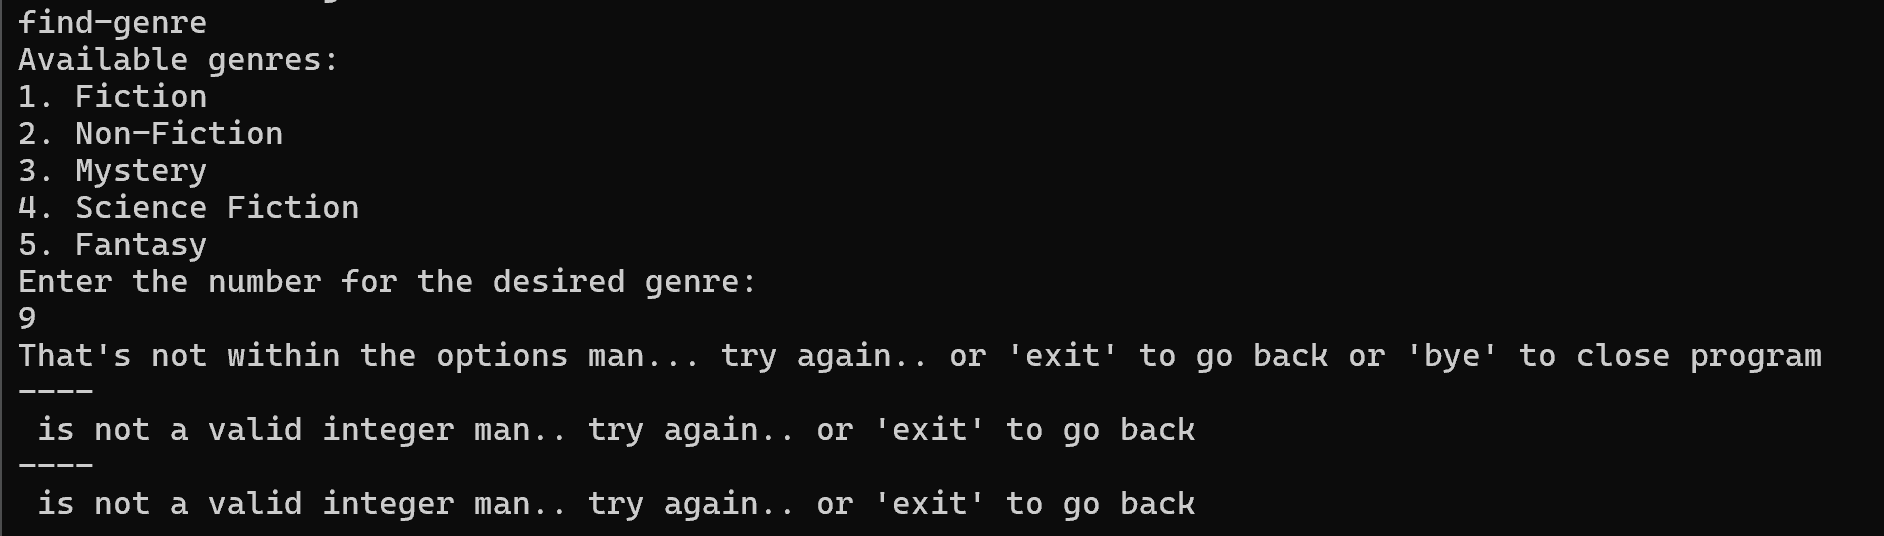 find-genre
Available genres:
1. Fiction
2. Non-Fiction
3. Mystery
4. Science Fiction
5. Fantasy
Enter the number for the desired genre:
9
That's not within the options man... try again.. or 'exit' to go back or 'bye' to close program
----
 is not a valid integer man.. try again.. or 'exit' to go back
----
 is not a valid integer man.. try again.. or 'exit' to go back